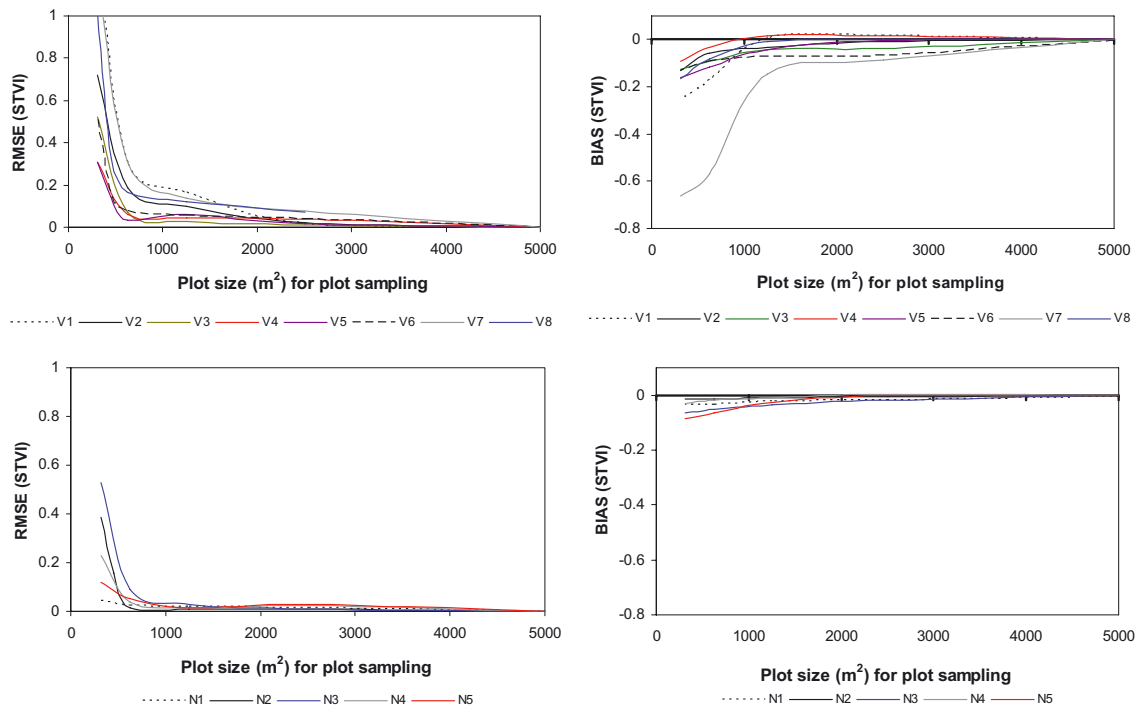 1
0.8
0.6
0.4
0.2
0
RMSE (STVI)
0 1000 2000 3000 4000 5000
Plot size (m²) for plot sampling
V1 V2 V3 V4 V5 V6 V7 V8
0
-0.2
-0.4
-0.6
-0.8
BIAS (STVI)
0 1000 2000 3000 4000 5000
Plot size (m²) for plot sampling
V1 V2 V3 V4 V5 V6 V7 V8
1
0.8
0.6
0.4
0.2
0
RMSE (STVI)
0 1000 2000 3000 4000 5000
Plot size (m²) for plot sampling
N1 N2 N3 N4 N5
0
-0.2
-0.4
-0.6
-0.8
BIAS (STVI)
0 1000 2000 3000 4000 5000
Plot size (m²) for plot sampling
N1 N2 N3 N4 N5